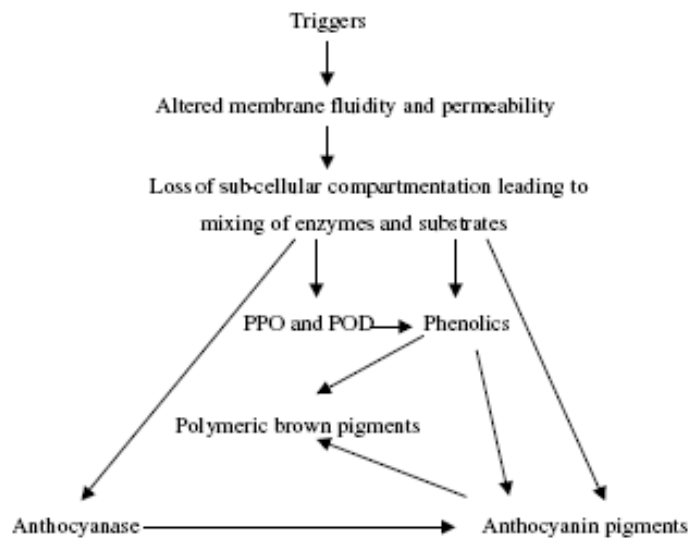 Triggers
Altered membrane fluidity and permeability
Loss of sub-cellular compartmentation leading to
mixing of enzymes and substrates
PPO and POD
Phenolics
Polymeric brown pigments
Anthocyanase
Anthocyanin pigments